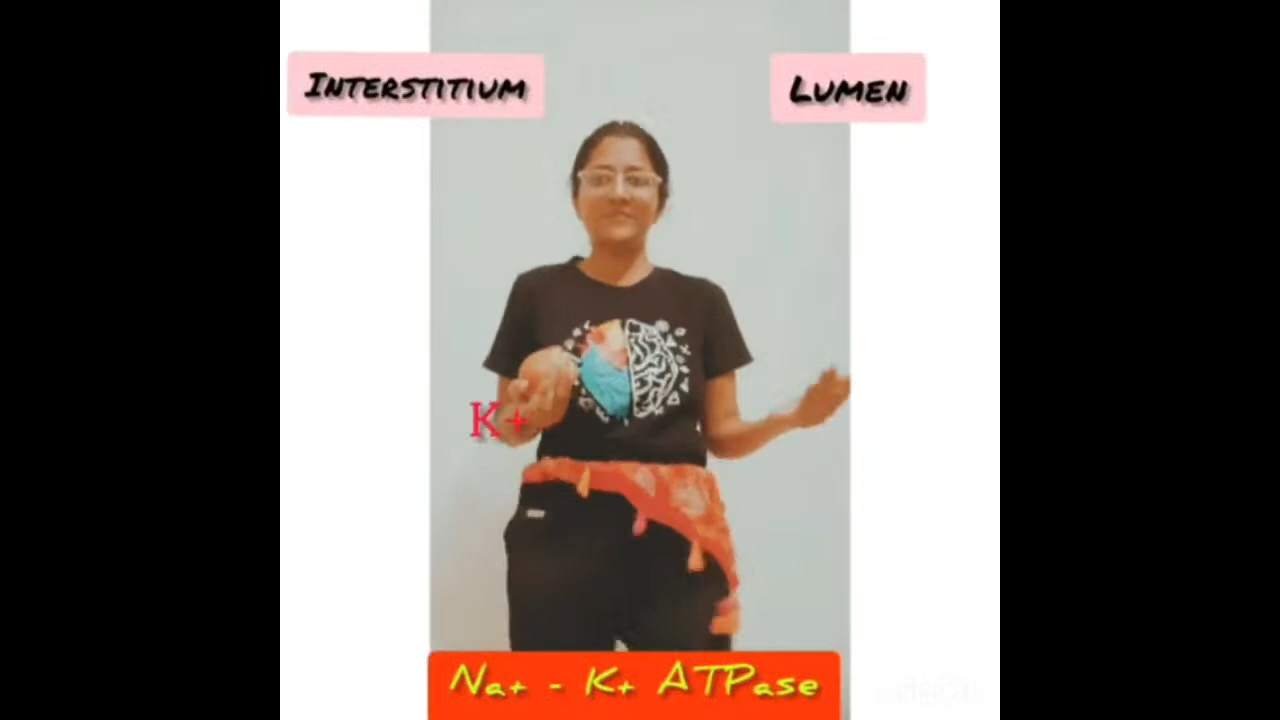 INTERSTITIUM
LUMEN
K+
Na+ - K+ ATPase